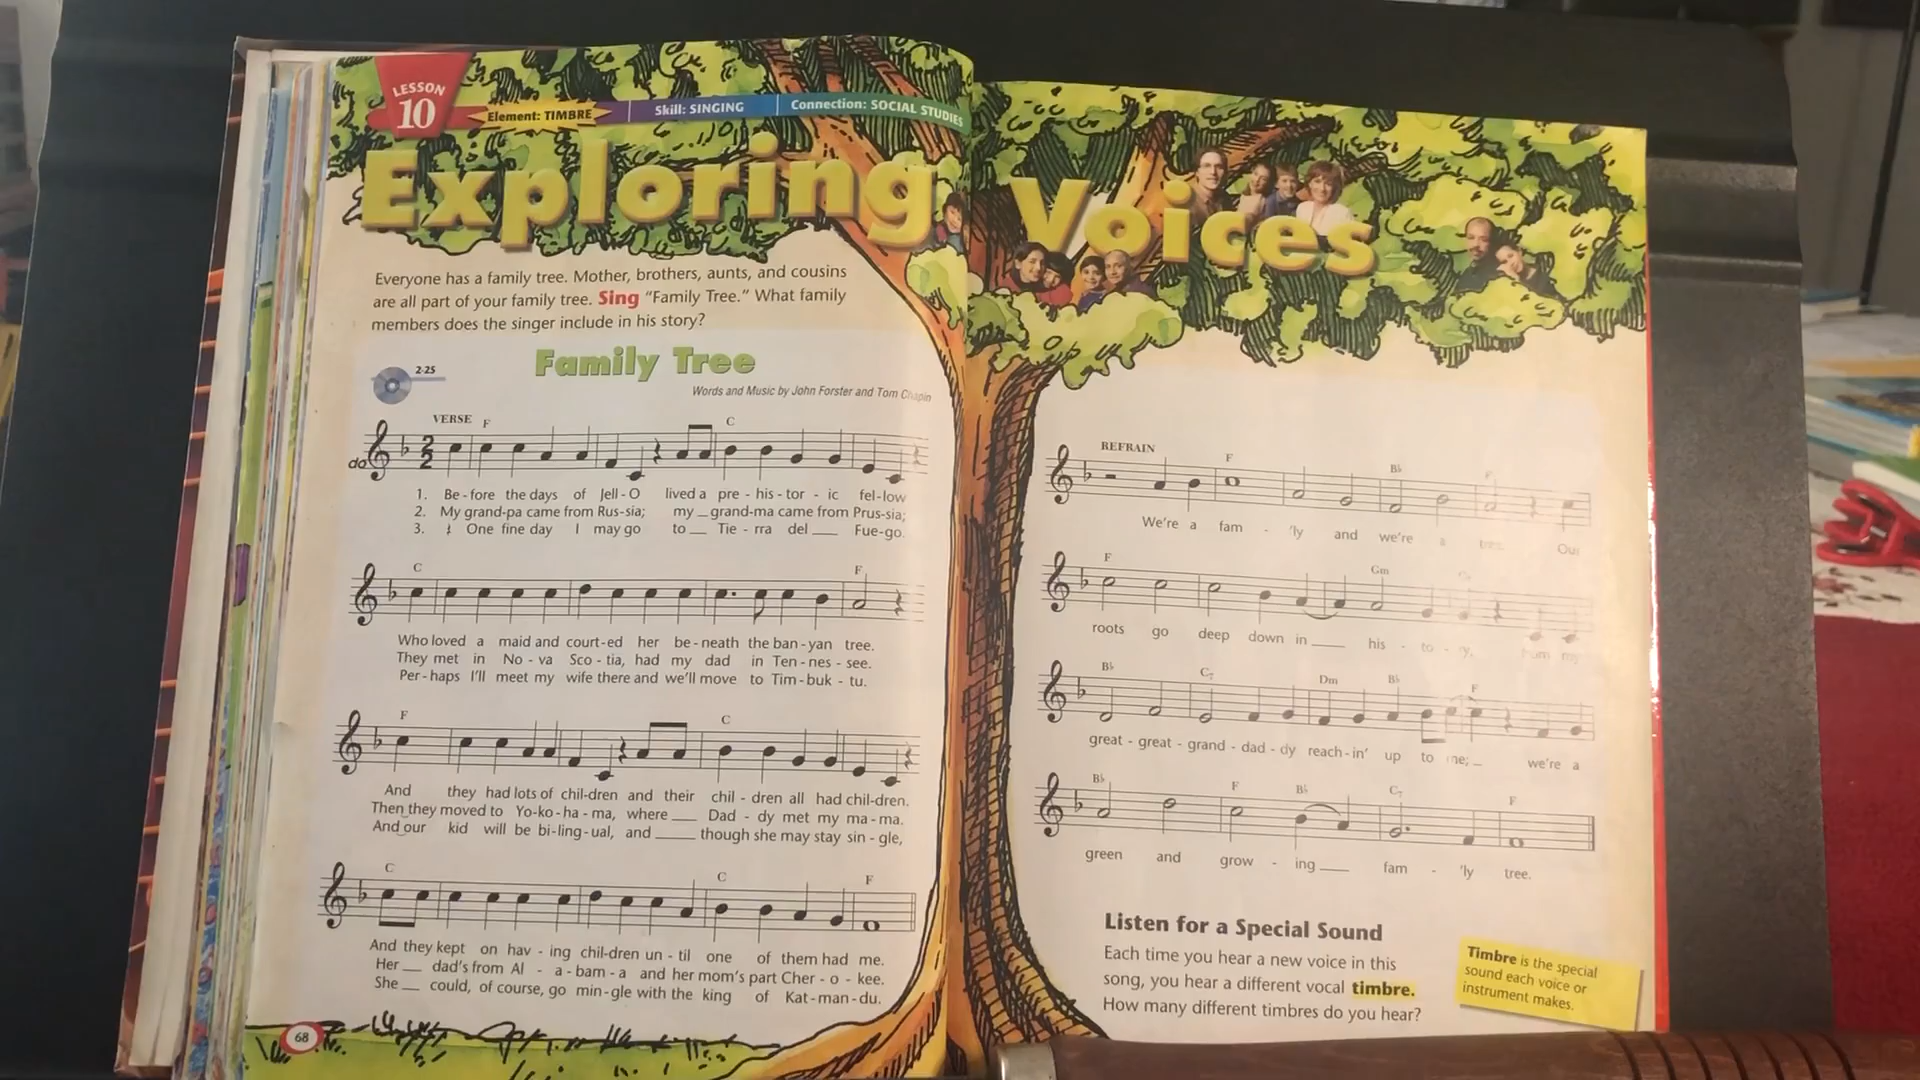 LESSON
10
Element: TIMBRE
Skill: SINGING
Connection: SOCIAL STUDIES
Exploring Voices
Everyone has a family tree. Mother, brothers, aunts, and cousins
are all part of your family tree. Sing "Family Tree." What family
members does the singer include in his story?
Family Tree
2-25
Words and Music by John Forster and Tom Chapin
VERSE F C
do
2
2
1. Be - fore the days of Jell - O lived a pre - his - tor - ic fel - low
2. My grand - pa came from Rus - sia; my _ grand - ma came from Prus - sia;
3. One fine day I may go to _ Tie - rra del _ Fue - go.
C F
Who loved a maid and court - ed her be - neath the ban - yan tree.
They met in No - va Sco - tia, had my dad in Ten - nes - see.
Per - haps I'll meet my wife there and we'll move to Tim - buk - tu.
F C
And they had lots of chil - dren and their chil - dren all had chil - dren.
Then they moved to Yo - ko - ha - ma, where _ Dad - dy met my ma - ma.
And our kid will be bi - ling - ual, and _ though she may stay sin - gle,
C C F
And they kept on hav - ing chil - dren un - til one of them had me.
Her _ dad's from Al - a - bam - a and her mom's part Cher - o - kee.
She _ could, of course, go min - gle with the king of Kat - man - du.
68
REFRAIN
F B♭ F
We're a fam - 'ly and we're a tree. Our
F Gm
roots go deep down in _ his - to - ry, from my
B♭ C7 Dm B♭ F
great - great - grand - dad - dy reach - in' up to me; _ we're a
B♭ F B♭ C7 F
green and grow - ing _ fam - 'ly tree.
Listen for a Special Sound
Each time you hear a new voice in this
song, you hear a different vocal timbre.
How many different timbres do you hear?
Timbre is the special
sound each voice or
instrument makes.